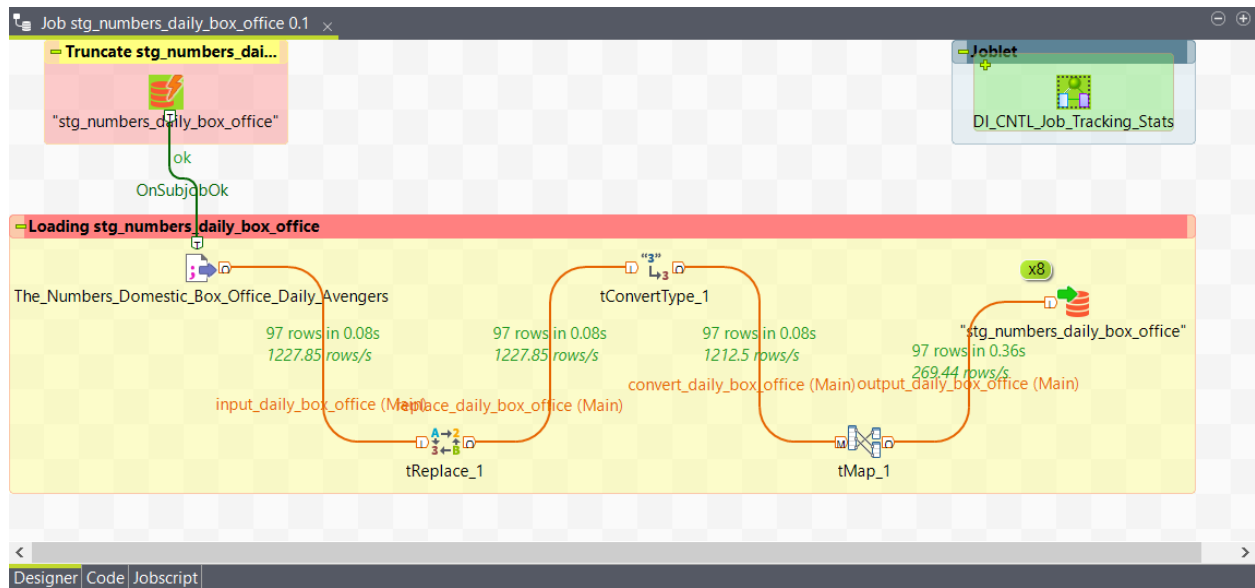 Job stg_numbers_daily_box_office 0.1
Truncate stg_numbers_dai...
"stg_numbers_daily_box_office"
Joblet
DI_CNTL_Job_Tracking_Stats
ok
OnSubjobOk
Loading stg_numbers_daily_box_office
The_Numbers_Domestic_Box_Office_Daily_Avengers
97 rows in 0.08s
1227.85 rows/s
input_daily_box_office (Main)
tReplace_1
97 rows in 0.08s
1227.85 rows/s
replace_daily_box_office (Main)
"3"
3
tConvertType_1
97 rows in 0.08s
1212.5 rows/s
convert_daily_box_office (Main)
tMap_1
x8
"stg_numbers_daily_box_office"
97 rows in 0.36s
269.44 rows/s
output_daily_box_office (Main)
Designer Code Jobscript